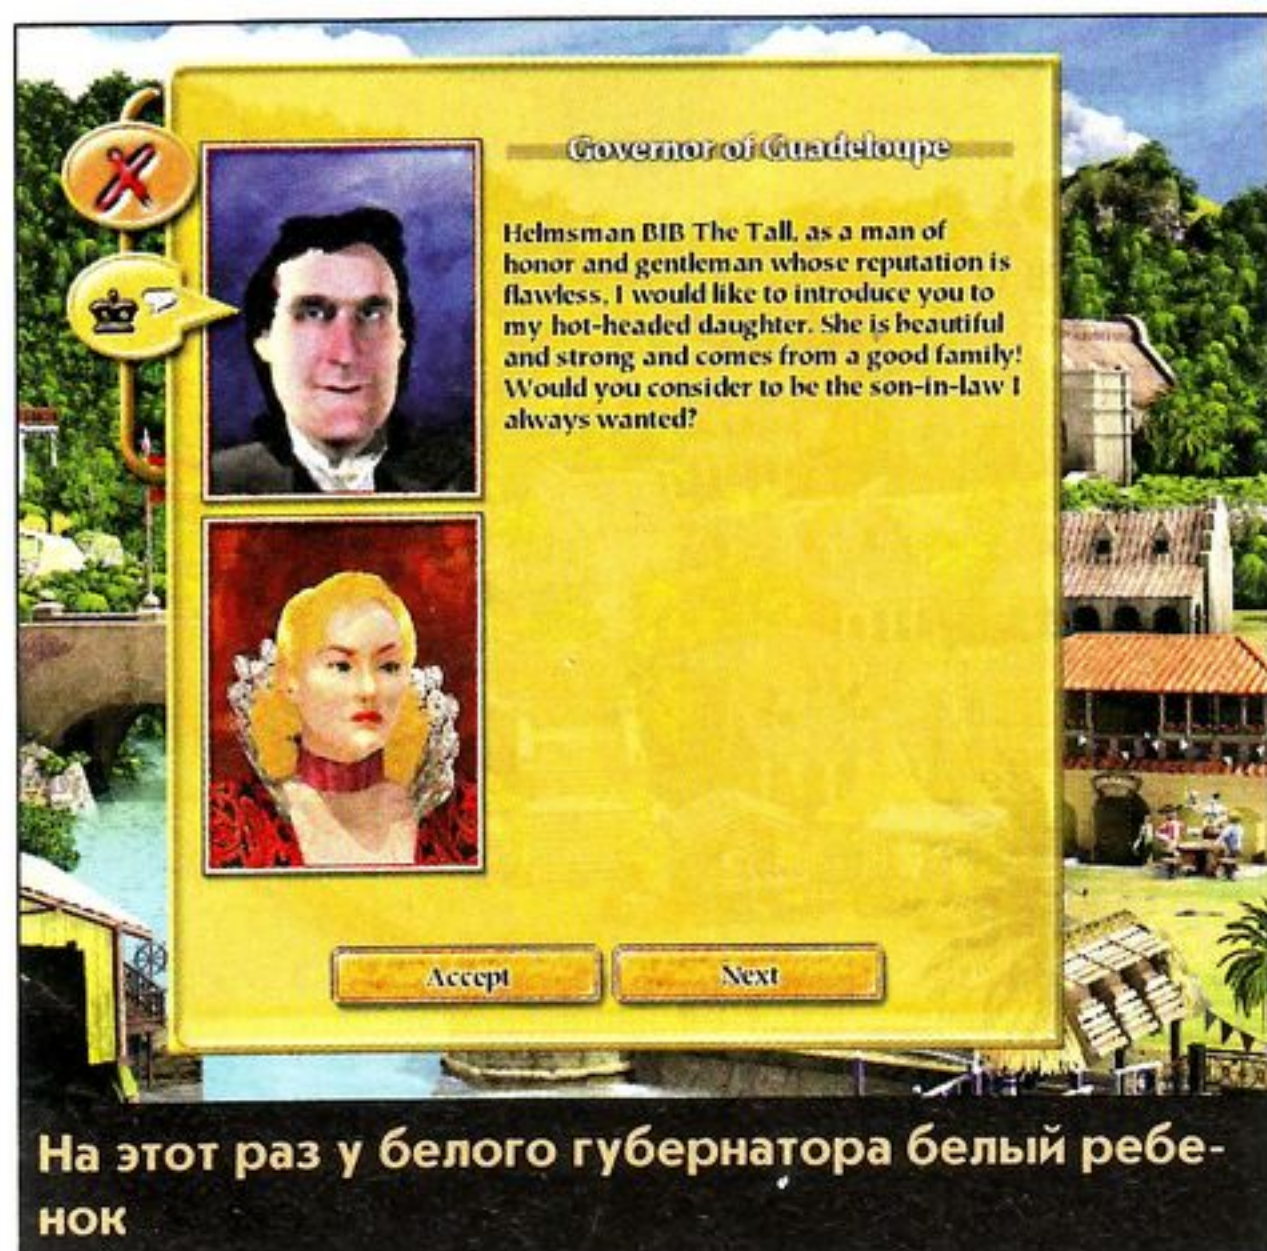 Governor of Guadeloupe
Helmsman BIB The Tall, as a man of
honor and gentleman whose reputation is
flawless, I would like to introduce you to
my hot-headed daughter. She is beautiful
and strong and comes from a good family!
Would you consider to be the son-in-law I
always wanted?
Accept
Next
На этот раз у белого губернатора белый ребе-
нок